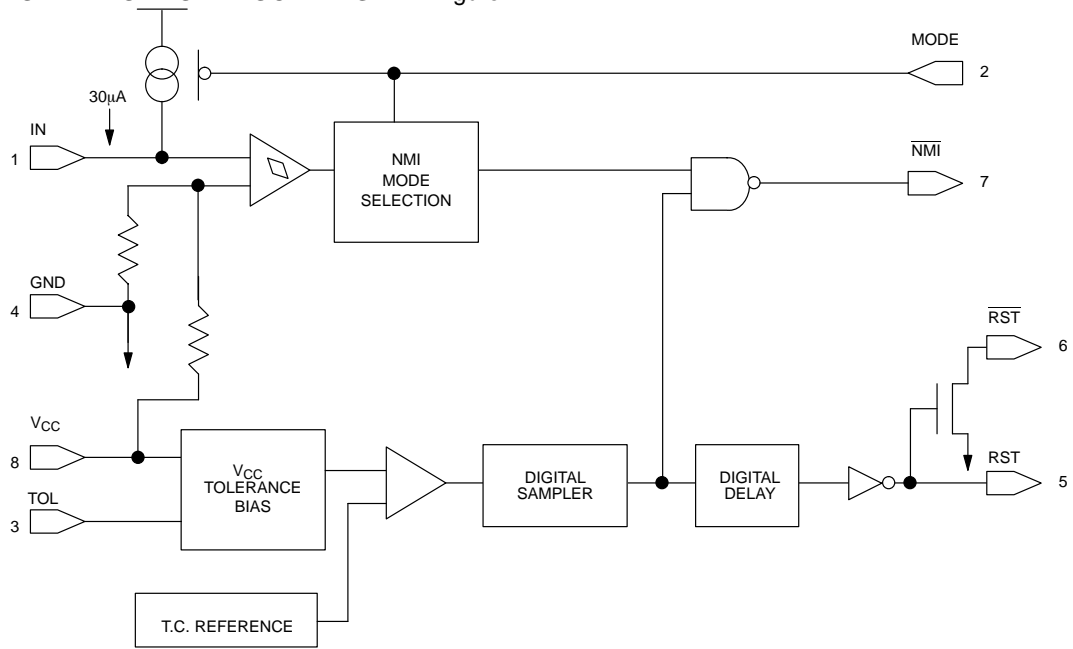 MODE
2
30μA
IN
1
NMI
MODE
SELECTION
NMI
7
GND
4
RST
6
VCC
8
VCC
TOLERANCE
BIAS
DIGITAL
SAMPLER
DIGITAL
DELAY
RST
5
TOL
3
T.C. REFERENCE